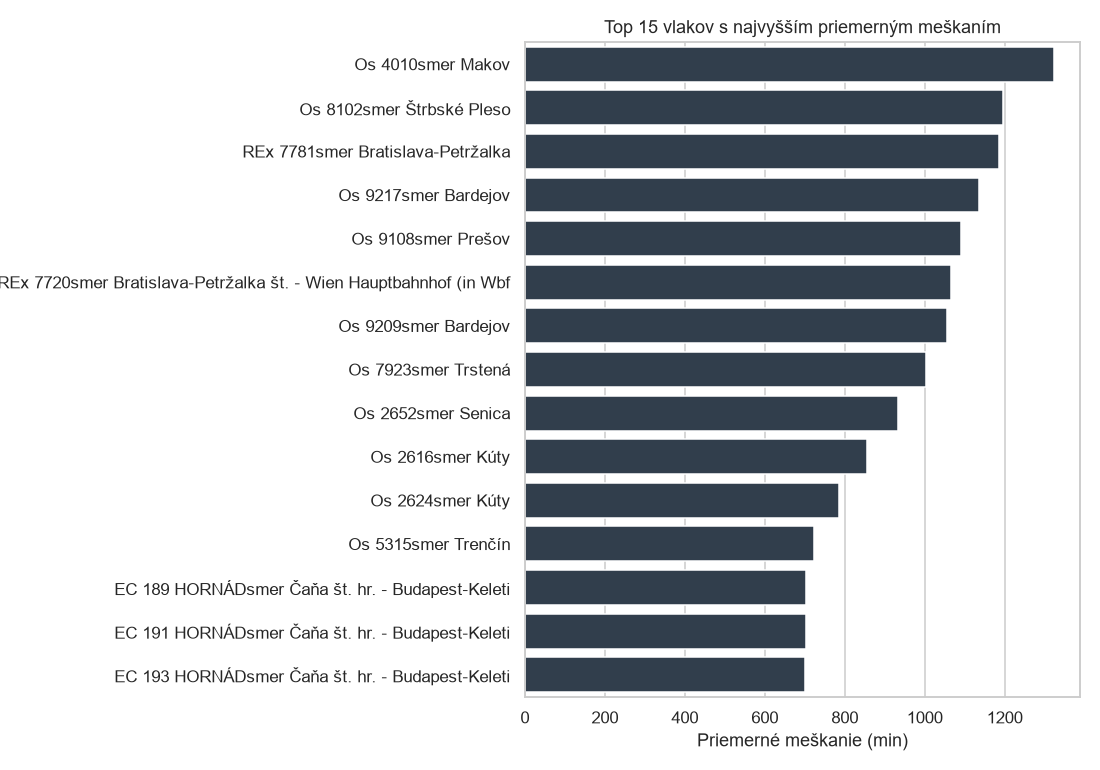 Top 15 vlakov s najvyšším priemerným meškaním
Os 4010smer Makov
Os 8102smer Štrbské Pleso
REx 7781smer Bratislava-Petržalka
Os 9217smer Bardejov
Os 9108smer Prešov
REx 7720smer Bratislava-Petržalka št. - Wien Hauptbahnhof (in Wbf
Os 9209smer Bardejov
Os 7923smer Trstená
Os 2652smer Senica
Os 2616smer Kúty
Os 2624smer Kúty
Os 5315smer Trenčín
EC 189 HORNÁDsmer Čaňa št. hr. - Budapest-Keleti
EC 191 HORNÁDsmer Čaňa št. hr. - Budapest-Keleti
EC 193 HORNÁDsmer Čaňa št. hr. - Budapest-Keleti
0 200 400 600 800 1000 1200
Priemerné meškanie (min)